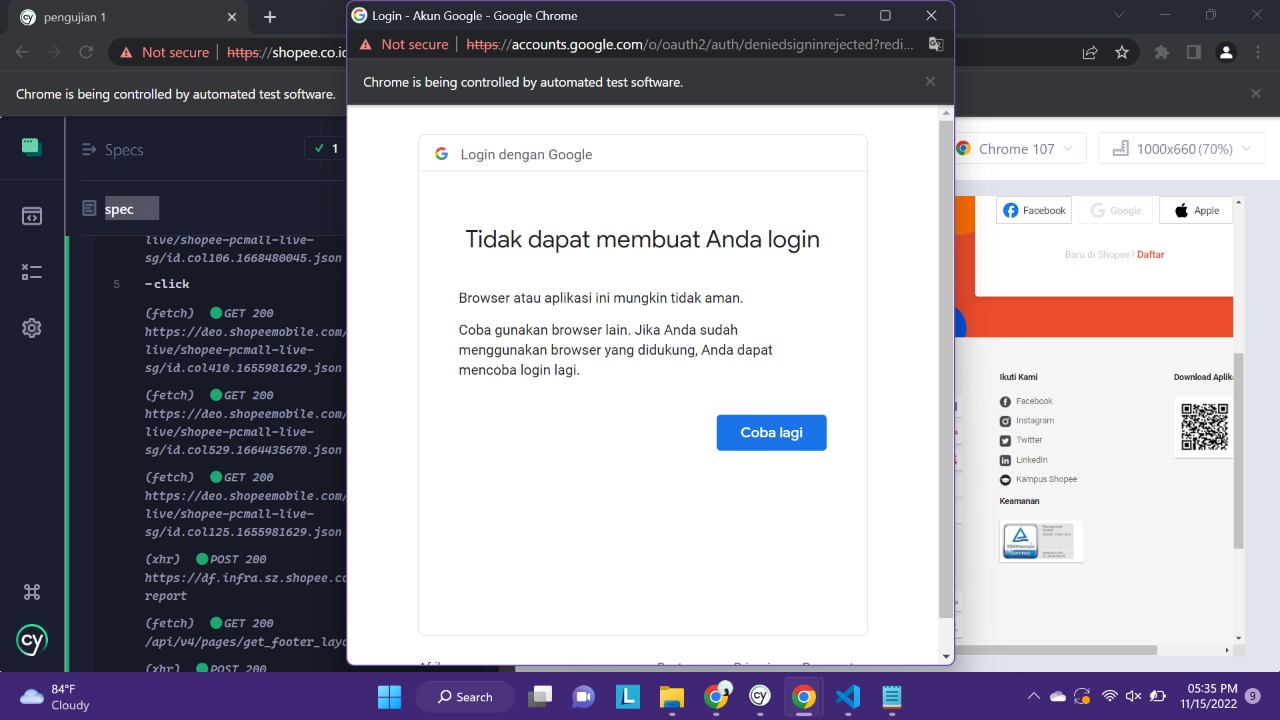 pengujian 1
Not secure
https://shopee.co.id
Chrome is being controlled by automated test software.
Specs
1
spec
live/shopee-pcmall-live-
sg/id.col106.1668480045.json
5 -click
(fetch) GET 200
https://deo.shopeemobile.com/
live/shopee-pcmall-live-
sg/id.col410.1655981629.json
(fetch) GET 200
https://deo.shopeemobile.com/
live/shopee-pcmall-live-
sg/id.col529.1664435670.json
(fetch) GET 200
https://deo.shopeemobile.com/
live/shopee-pcmall-live-
sg/id.col125.1655981629.json
(xhr) POST 200
https://df.infra.sz.shopee.co
report
(fetch) GET 200
/api/v4/pages/get_footer_layo
(xhr) POST 200
cy
Login - Akun Google - Google Chrome
Not secure
https://accounts.google.com/o/oauth2/auth/deniedsigninrejected?redi...
Chrome is being controlled by automated test software.
Login dengan Google
Tidak dapat membuat Anda login
Browser atau aplikasi ini mungkin tidak aman.
Coba gunakan browser lain. Jika Anda sudah
menggunakan browser yang didukung, Anda dapat
mencoba login lagi.
Coba lagi
Chrome 107
1000x660 (70%)
Facebook
Google
Apple
Baru di Shopee? Daftar
Ikuti Kami
Facebook
Instagram
Twitter
LinkedIn
Kampus Shopee
Keamanan
Download Aplik
84°F
Cloudy
Search
05:35 PM
11/15/2022
9